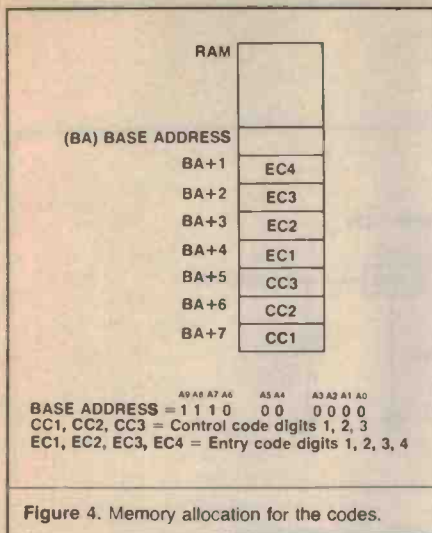 RAM
(BA) BASE ADDRESS
BA+1 EC4
BA+2 EC3
BA+3 EC2
BA+4 EC1
BA+5 CC3
BA+6 CC2
BA+7 CC1
A9 A8 A7 A6 A5 A4 A3 A2 A1 A0
BASE ADDRESS = 1 1 1 0 0 0 0 0 0 0
CC1, CC2, CC3 = Control code digits 1, 2, 3
EC1, EC2, EC3, EC4 = Entry code digits 1, 2, 3, 4
Figure 4. Memory allocation for the codes.